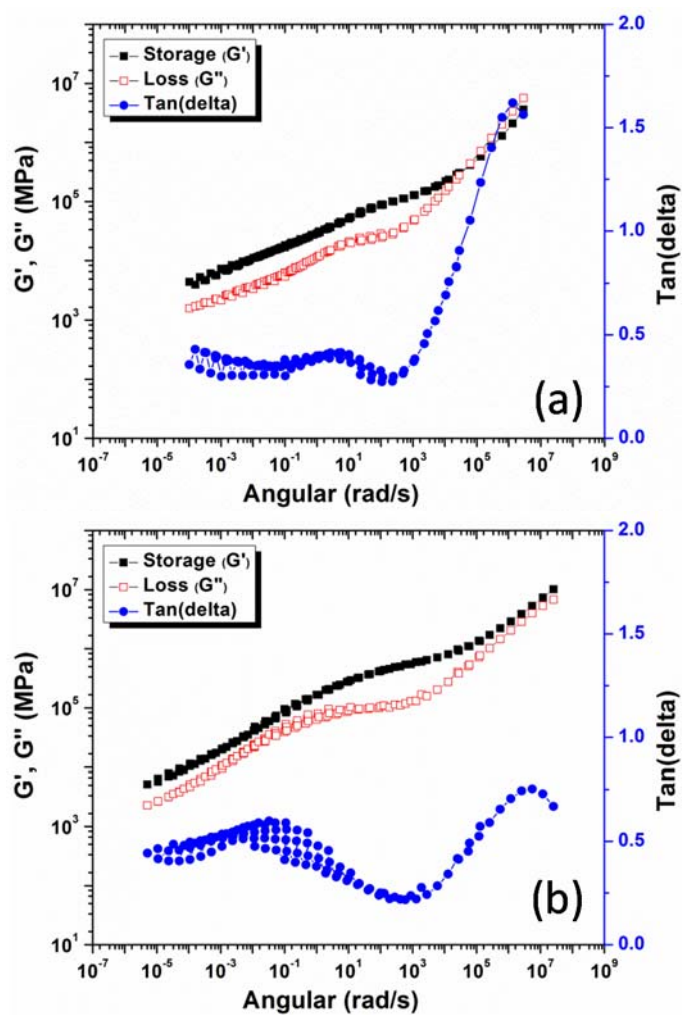 Storage (G')
Loss (G")
Tan(delta)
G', G" (MPa)
10^7
10^5
10^3
10^1
2.0
1.5
1.0
0.5
0.0
Tan(delta)
(a)
10^-7 10^-5 10^-3 10^-1 10^1 10^3 10^5 10^7 10^9
Angular (rad/s)
Storage (G')
Loss (G")
Tan(delta)
G', G" (MPa)
10^7
10^5
10^3
10^1
2.0
1.5
1.0
0.5
0.0
Tan(delta)
(b)
10^-7 10^-5 10^-3 10^-1 10^1 10^3 10^5 10^7 10^9
Angular (rad/s)